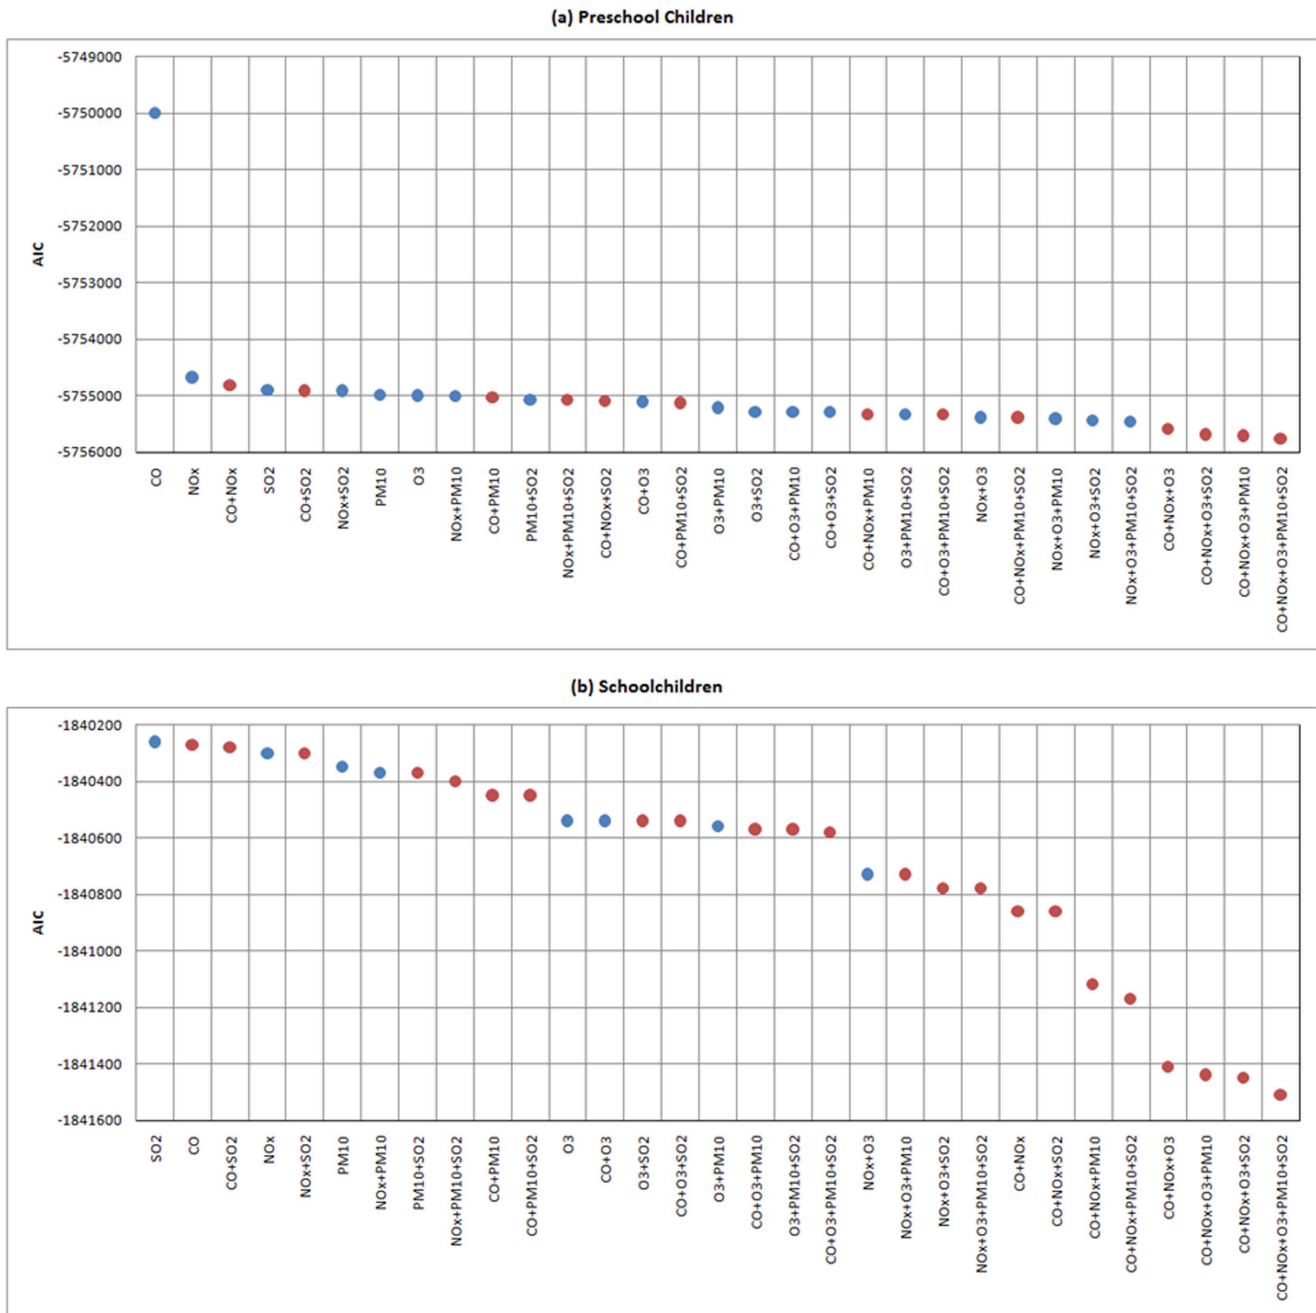 (a) Preschool Children
-5749000
-5750000
-5751000
-5752000
-5753000
-5754000
-5755000
-5756000
AIC
CO
NOx
CO+NOx
SO2
CO+SO2
NOx+SO2
PM10
O3
NOx+PM10
CO+PM10
PM10+SO2
NOx+PM10+SO2
CO+NOx+SO2
CO+O3
CO+PM10+SO2
O3+PM10
O3+SO2
CO+O3+PM10
CO+O3+SO2
CO+NOx+PM10
O3+PM10+SO2
CO+O3+PM10+SO2
NOx+O3
CO+NOx+PM10+SO2
NOx+O3+PM10
NOx+O3+SO2
NOx+O3+PM10+SO2
CO+NOx+O3
CO+NOx+O3+SO2
CO+NOx+O3+PM10
CO+NOx+O3+PM10+SO2
(b) Schoolchildren
-1840200
-1840400
-1840600
-1840800
-1841000
-1841200
-1841400
-1841600
AIC
SO2
CO
CO+SO2
NOx
NOx+SO2
PM10
NOx+PM10
PM10+SO2
NOx+PM10+SO2
CO+PM10
CO+PM10+SO2
O3
CO+O3
O3+SO2
CO+O3+SO2
O3+PM10
CO+O3+PM10
O3+PM10+SO2
CO+O3+PM10+SO2
NOx+O3
NOx+O3+PM10
NOx+O3+SO2
NOx+O3+PM10+SO2
CO+NOx
CO+NOx+SO2
CO+NOx+PM10
CO+NOx+PM10+SO2
CO+NOx+O3
CO+NOx+O3+PM10
CO+NOx+O3+SO2
CO+NOx+O3+PM10+SO2